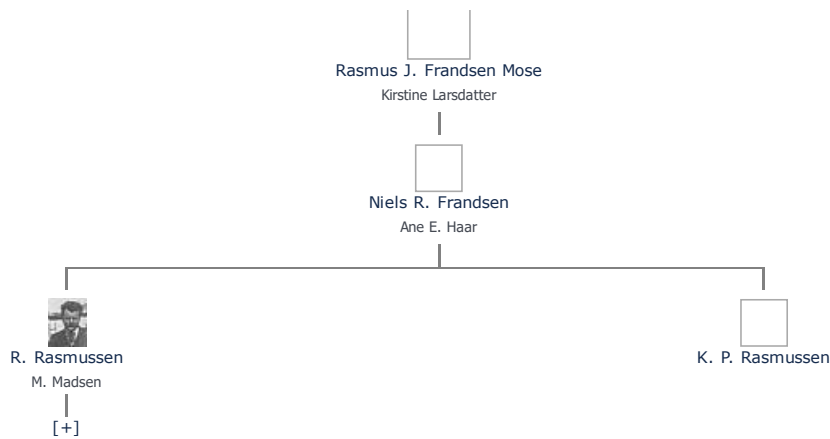 Rasmus J. Frandsen Mose
Kirstine Larsdatter
Niels R. Frandsen
Ane E. Haar
R. Rasmussen
M. Madsen
[+]
K. P. Rasmussen